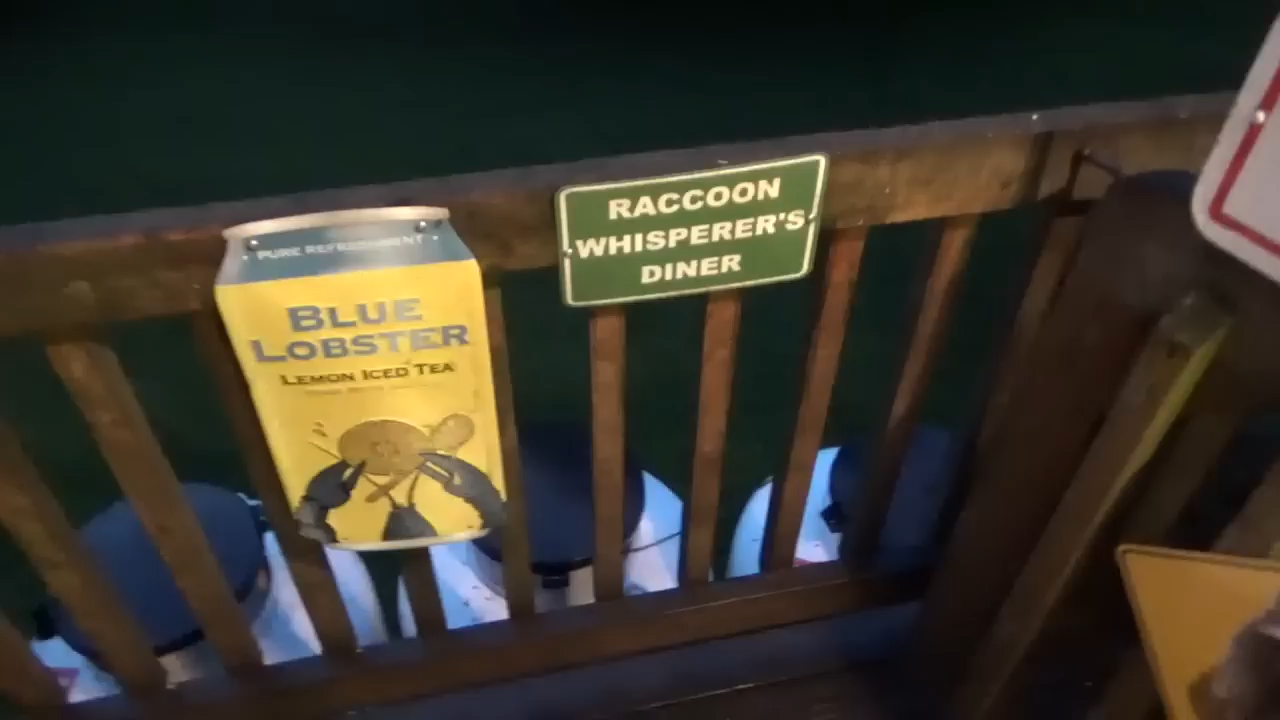 PURE REFRESHMENT
BLUE
LOBSTER
LEMON ICED TEA
RACCOON
WHISPERER'S
DINER